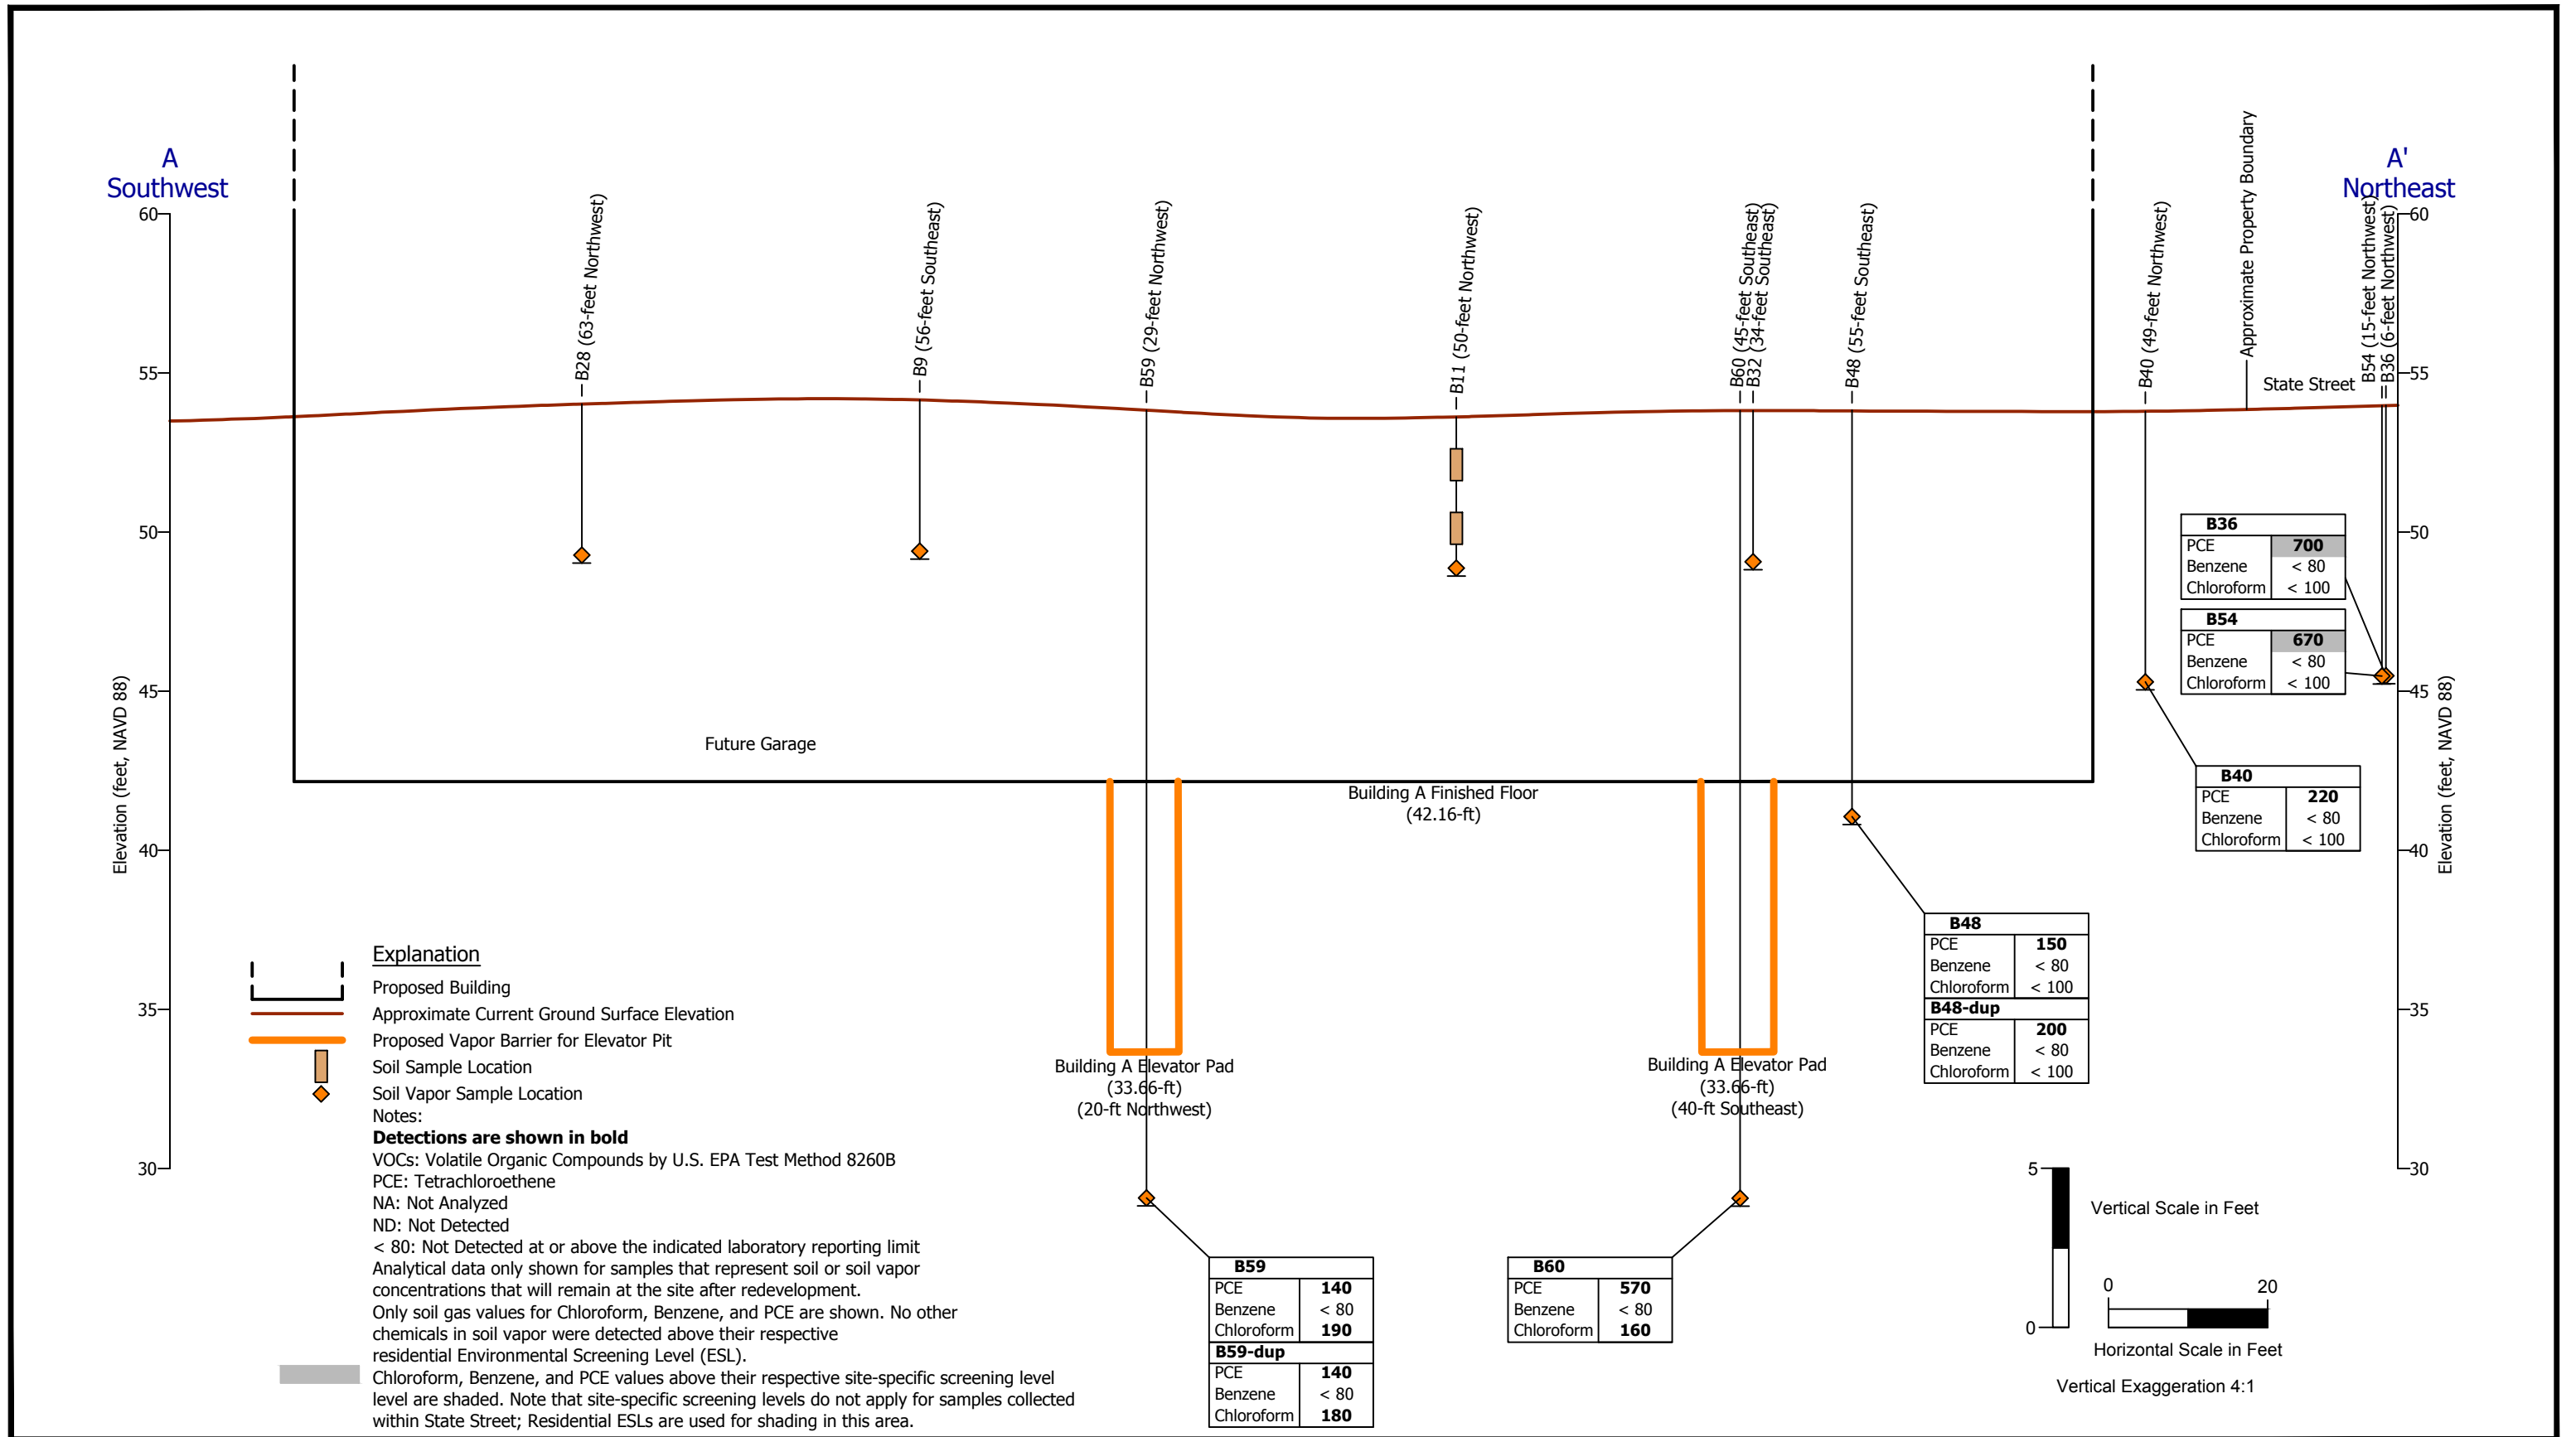 A
Southwest
A'
Northeast
60
55
50
45
40
35
30
Elevation (feet, NAVD 88)
B28 (63-feet Northwest)
B9 (56-feet Southeast)
B59 (29-feet Northwest)
B11 (50-feet Northwest)
B60 (45-feet Southeast)
B32 (34-feet Southeast)
B48 (55-feet Southeast)
B40 (49-feet Northwest)
Approximate Property Boundary
State Street
B54 (15-feet Northwest)
B36 (6-feet Northwest)
60
55
50
45
40
35
30
Elevation (feet, NAVD 88)
B36
PCE 700
Benzene < 80
Chloroform < 100
B54
PCE 670
Benzene < 80
Chloroform < 100
B40
PCE 220
Benzene < 80
Chloroform < 100
Future Garage
Building A Finished Floor
(42.16-ft)
B48
PCE 150
Benzene < 80
Chloroform < 100
B48-dup
PCE 200
Benzene < 80
Chloroform < 100
Building A Elevator Pad
(33.66-ft)
(20-ft Northwest)
Building A Elevator Pad
(33.66-ft)
(40-ft Southeast)
B59
PCE 140
Benzene < 80
Chloroform 190
B59-dup
PCE 140
Benzene < 80
Chloroform 180
B60
PCE 570
Benzene < 80
Chloroform 160
Explanation
Proposed Building
Approximate Current Ground Surface Elevation
Proposed Vapor Barrier for Elevator Pit
Soil Sample Location
Soil Vapor Sample Location
Notes:
Detections are shown in bold
VOCs: Volatile Organic Compounds by U.S. EPA Test Method 8260B
PCE: Tetrachloroethene
NA: Not Analyzed
ND: Not Detected
< 80: Not Detected at or above the indicated laboratory reporting limit
Analytical data only shown for samples that represent soil or soil vapor
concentrations that will remain at the site after redevelopment.
Only soil gas values for Chloroform, Benzene, and PCE are shown. No other
chemicals in soil vapor were detected above their respective
residential Environmental Screening Level (ESL).
Chloroform, Benzene, and PCE values above their respective site-specific screening level
level are shaded. Note that site-specific screening levels do not apply for samples collected
within State Street; Residential ESLs are used for shading in this area.
5
0
Vertical Scale in Feet
0 20
Horizontal Scale in Feet
Vertical Exaggeration 4:1